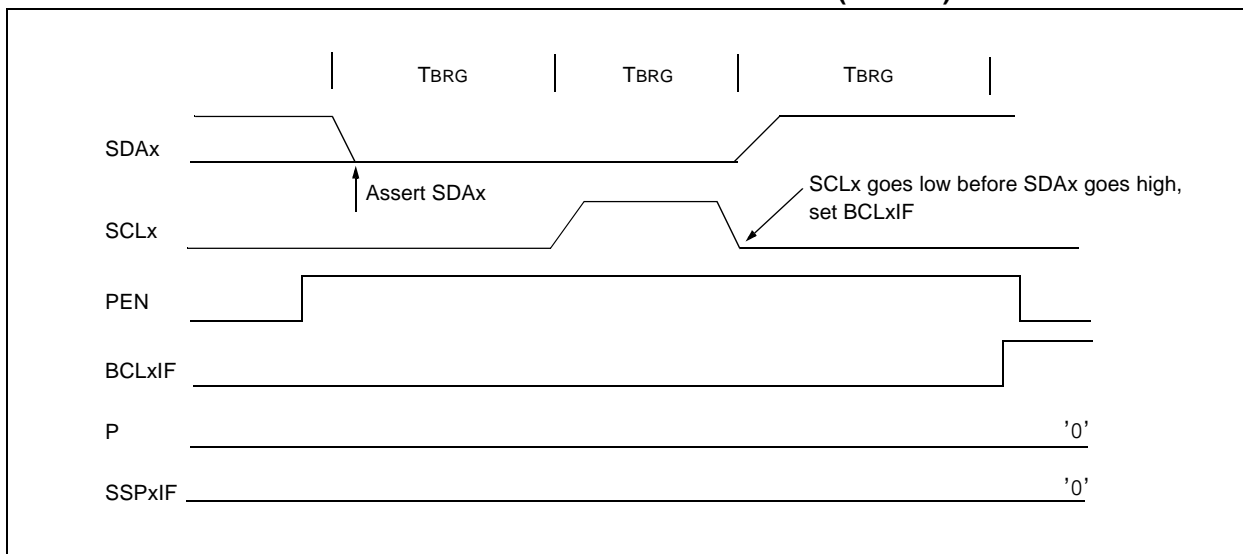 TBRG TBRG TBRG
SDAx
Assert SDAx
SCLx goes low before SDAx goes high,
set BCLxIF
SCLx
PEN
BCLxIF
P '0'
SSPxIF '0'